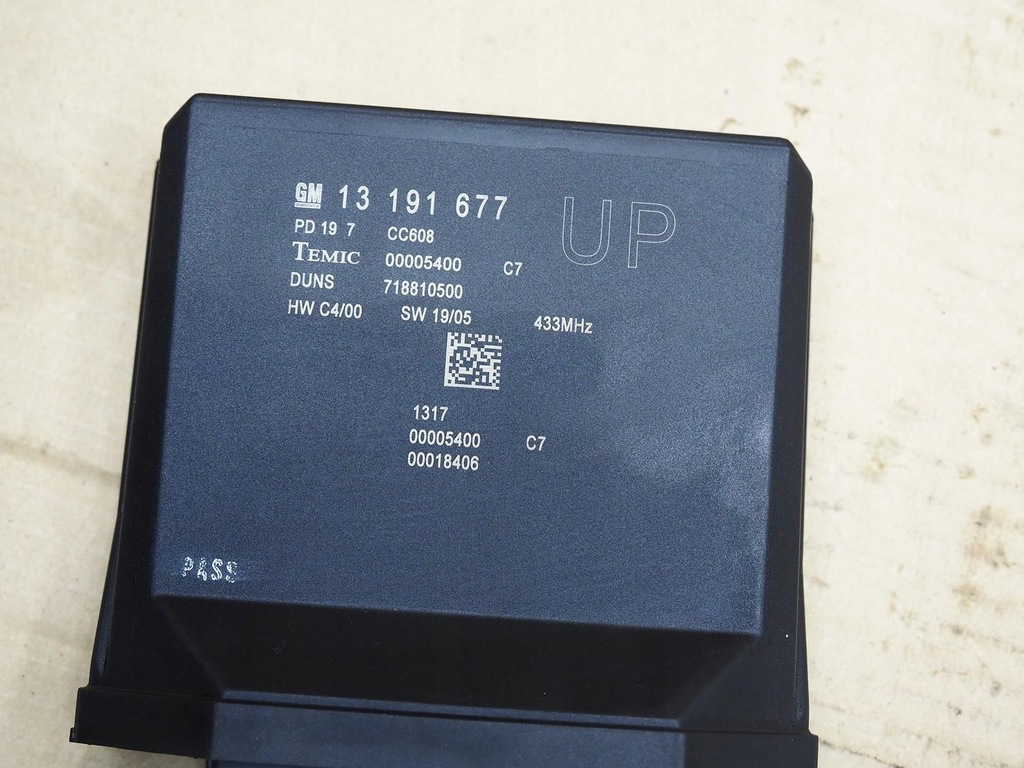 GM 13 191 677
UP
PD 19 7 CC608
TEMIC 00005400 C7
DUNS 718810500
HW C4/00 SW 19/05 433MHz
1317
00005400 C7
00018406
PASS